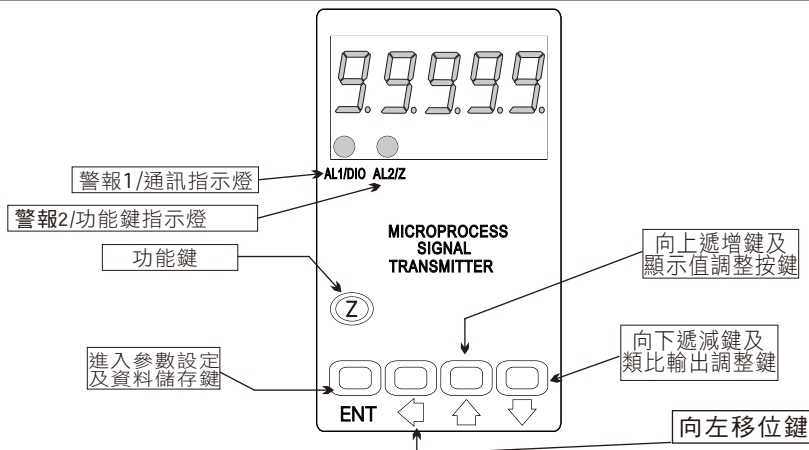 9.9.9.9.9.
AL1/DIO AL2/Z
警報1/通訊指示燈
警報2/功能鍵指示燈
MICROPROCESS
SIGNAL
TRANSMITTER
功能鍵
Z
向上遞增鍵及
顯示值調整按鍵
向下遞減鍵及
類比輸出調整鍵
進入參數設定
及資料儲存鍵
ENT
向左移位鍵